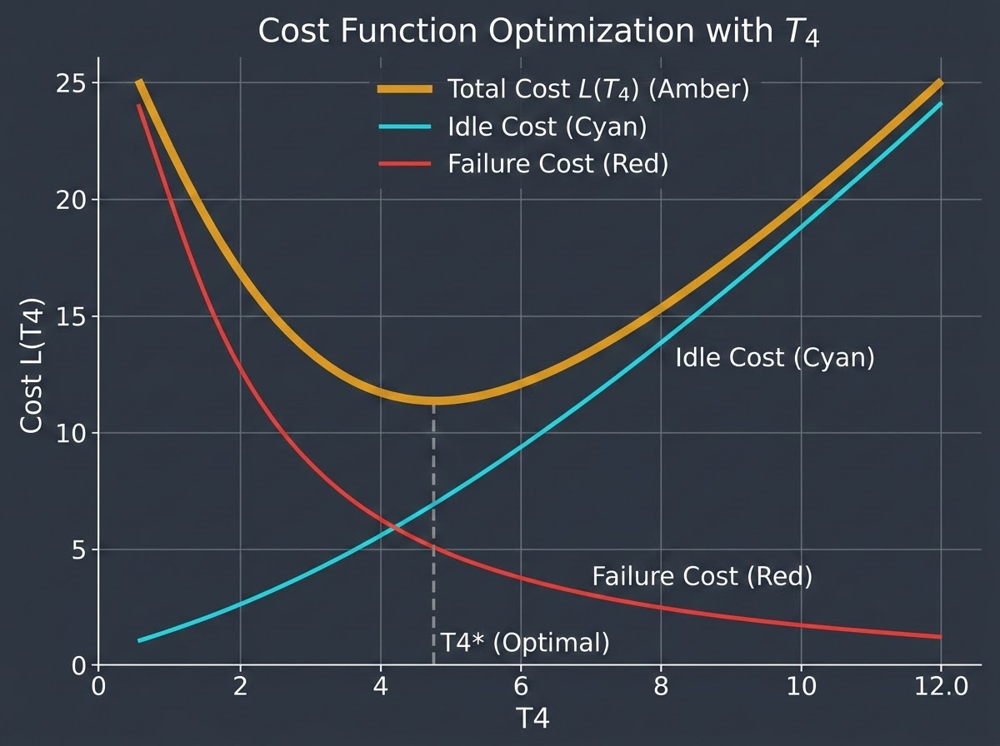 Cost Function Optimization with T₄
Total Cost L(T₄) (Amber)
Idle Cost (Cyan)
Failure Cost (Red)
Cost L(T4)
25
20
15
10
5
0
Idle Cost (Cyan)
Failure Cost (Red)
T4* (Optimal)
0 2 4 6 8 10 12.0
T4